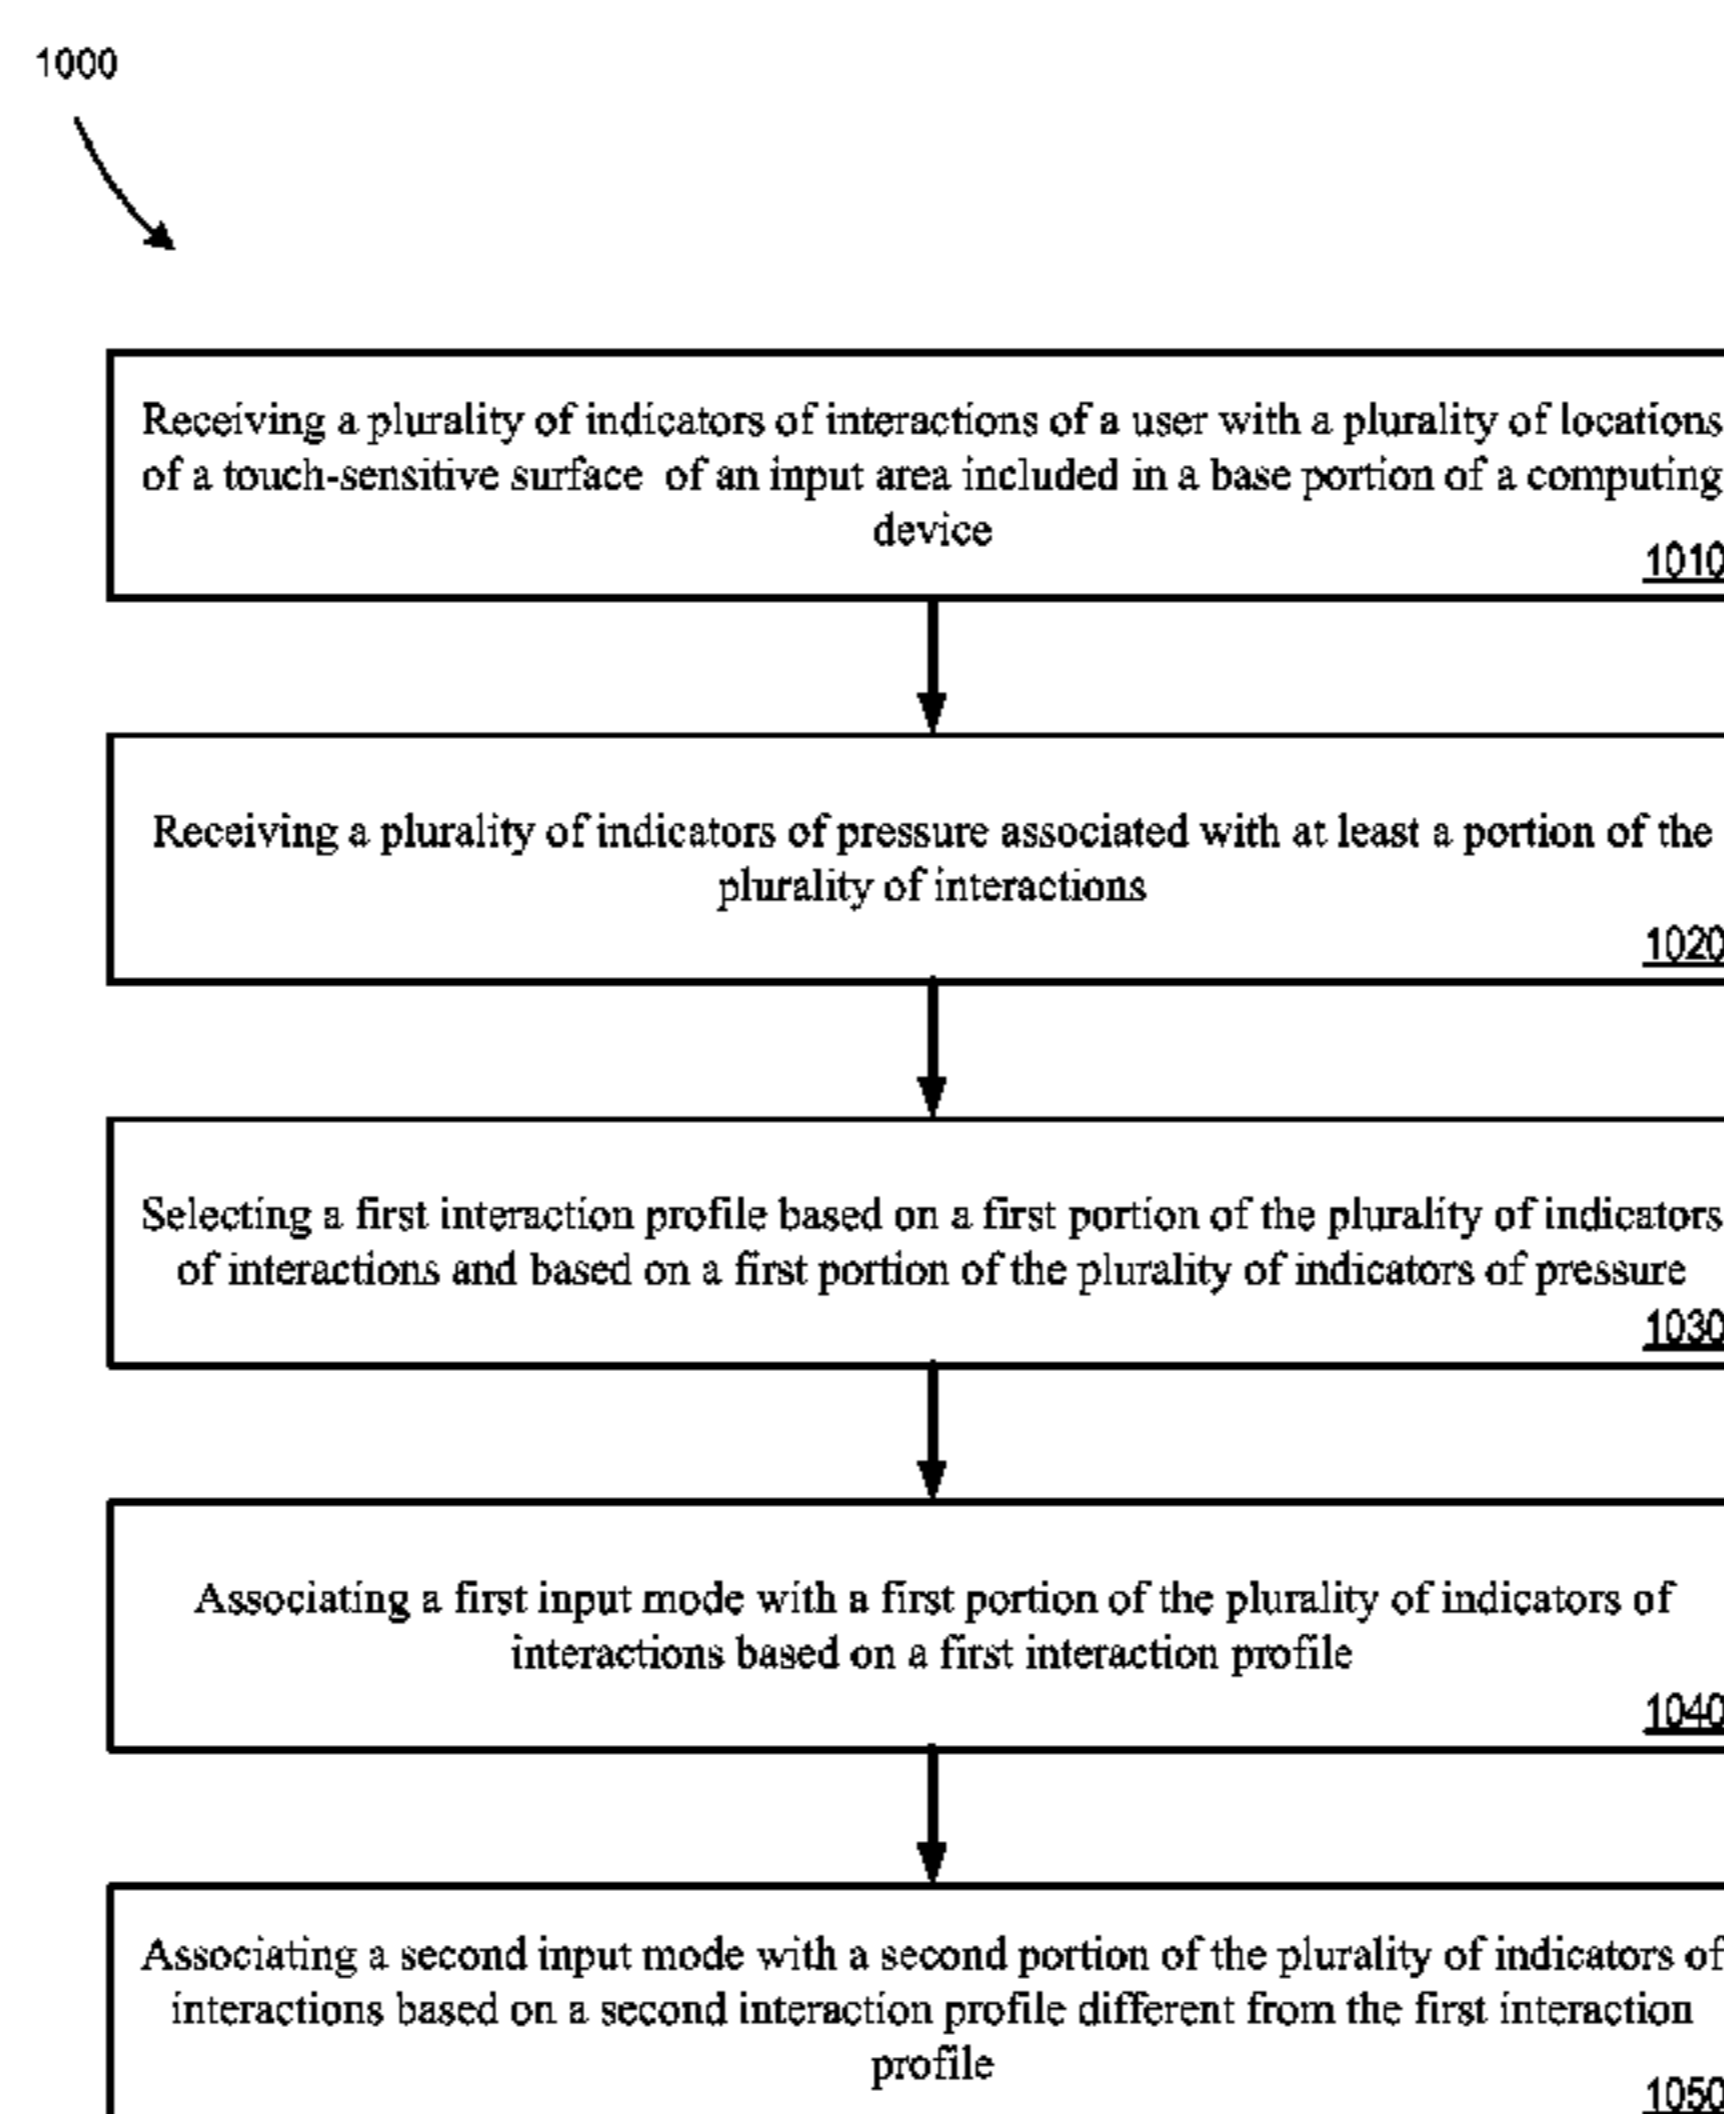 1000
Receiving a plurality of indicators of interactions of a user with a plurality of locations
of a touch-sensitive surface of an input area included in a base portion of a computing
device
1010
Receiving a plurality of indicators of pressure associated with at least a portion of the
plurality of interactions
1020
Selecting a first interaction profile based on a first portion of the plurality of indicators
of interactions and based on a first portion of the plurality of indicators of pressure
1030
Associating a first input mode with a first portion of the plurality of indicators of
interactions based on a first interaction profile
1040
Associating a second input mode with a second portion of the plurality of indicators of
interactions based on a second interaction profile different from the first interaction
profile
1050